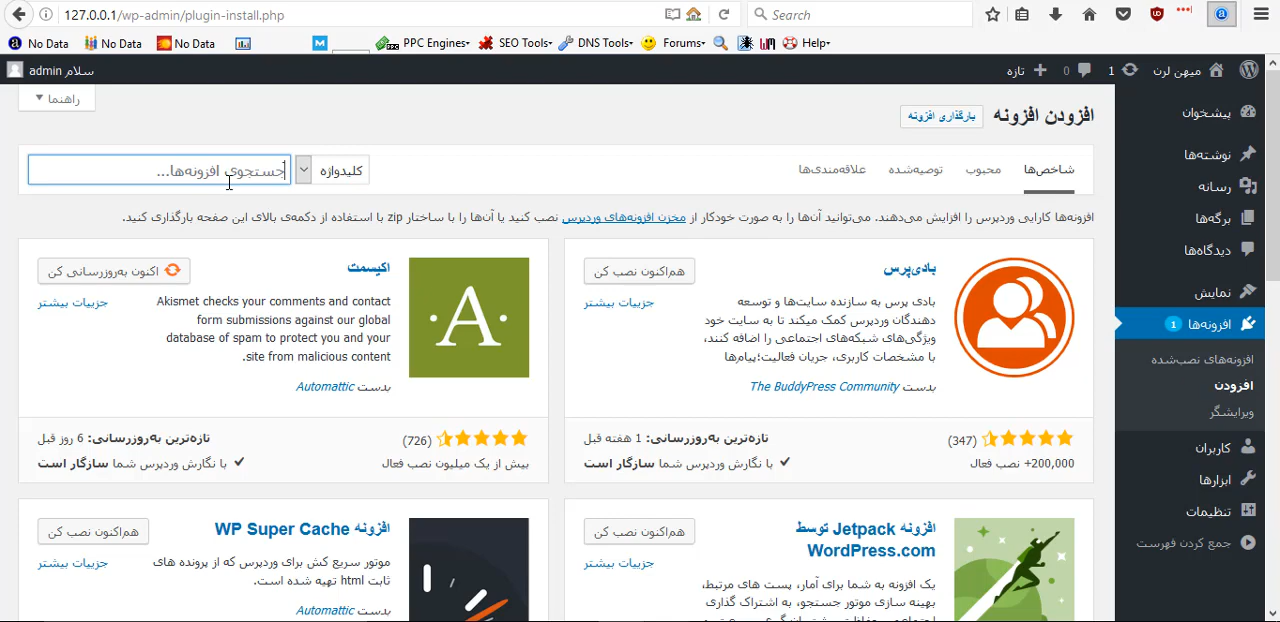 127.0.0.1/wp-admin/plugin-install.php
Search
No Data
No Data
No Data
PPC Engines
SEO Tools
DNS Tools
Forums
Help
میهن لرن
1
0
تازه
سلام admin
راهنما
پیشخوان
نوشته‌ها
رسانه
برگه‌ها
دیدگاه‌ها
نمایش
افزونه‌ها 1
افزونه‌های نصب‌شده
افزودن
ویرایشگر
کاربران
ابزارها
تنظیمات
جمع کردن فهرست
افزودن افزونه
بارگذاری افزونه
شاخص‌ها
محبوب
توصیه‌شده
علاقه‌مندی‌ها
کلیدواژه
جستجوی افزونه‌ها...
افزونه‌ها کارایی وردپرس را افزایش می‌دهند. می‌توانید آن‌ها را به صورت خودکار از مخزن افزونه‌های وردپرس نصب کنید یا آن‌ها را با ساختار zip با استفاده از دکمه‌ی بالای این صفحه بارگذاری کنید.
بادی‌پرس
هم‌اکنون نصب کن
جزییات بیشتر
بادی پرس به سازنده سایت‌ها و توسعه
دهندگان وردپرس کمک میکند تا به سایت خود
ویژگی‌های شبکه‌های اجتماعی را اضافه کنند،
با مشخصات کاربری، جریان فعالیت؛پیام‌ها
بدست The BuddyPress Community
(347)
تازه‌ترین به‌روزرسانی: 1 هفته قبل
200,000+ نصب فعال
با نگارش وردپرس شما سازگار است
اکیسمت
اکنون به‌روزرسانی کن
جزییات بیشتر
A
Akismet checks your comments and contact
form submissions against our global
database of spam to protect you and your
site from malicious content.
بدست Automattic
(726)
تازه‌ترین به‌روزرسانی: 6 روز قبل
بیش از یک میلیون نصب فعال
با نگارش وردپرس شما سازگار است
افزونه Jetpack توسط
WordPress.com
هم‌اکنون نصب کن
جزییات بیشتر
یک افزونه به شما برای آمار، پست های مرتبط،
بهینه سازی موتور جستجو، به اشتراک گذاری
افزونه WP Super Cache
هم‌اکنون نصب کن
جزییات بیشتر
موتور سریع کش برای وردپرس که از پرونده های
ثابت html تهیه شده است.
بدست Automattic